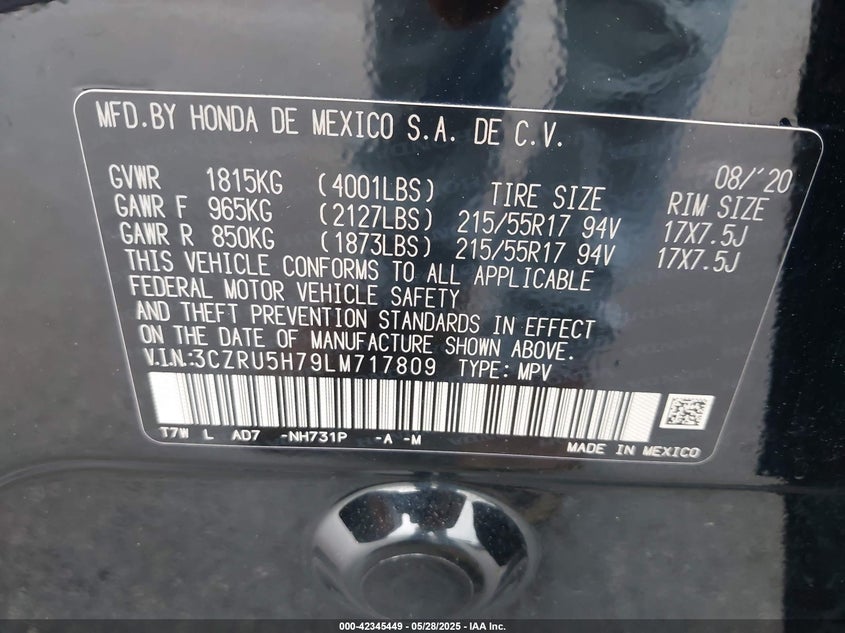 MFD.BY HONDA DE MEXICO S.A. DE C.V.
08/'20
GVWR 1815KG (4001LBS) TIRE SIZE RIM SIZE
GAWR F 965KG (2127LBS) 215/55R17 94V 17X7.5J
GAWR R 850KG (1873LBS) 215/55R17 94V 17X7.5J
THIS VEHICLE CONFORMS TO ALL APPLICABLE
FEDERAL MOTOR VEHICLE SAFETY
AND THEFT PREVENTION STANDARDS IN EFFECT
ON THE DATE OF MANUFACTURE SHOWN ABOVE.
V.I.N.:3CZRU5H79LM717809 TYPE: MPV
T7W L AD7 -NH731P -A -M
MADE IN MEXICO
000-42345449 - 05/28/2025 - IAA Inc.